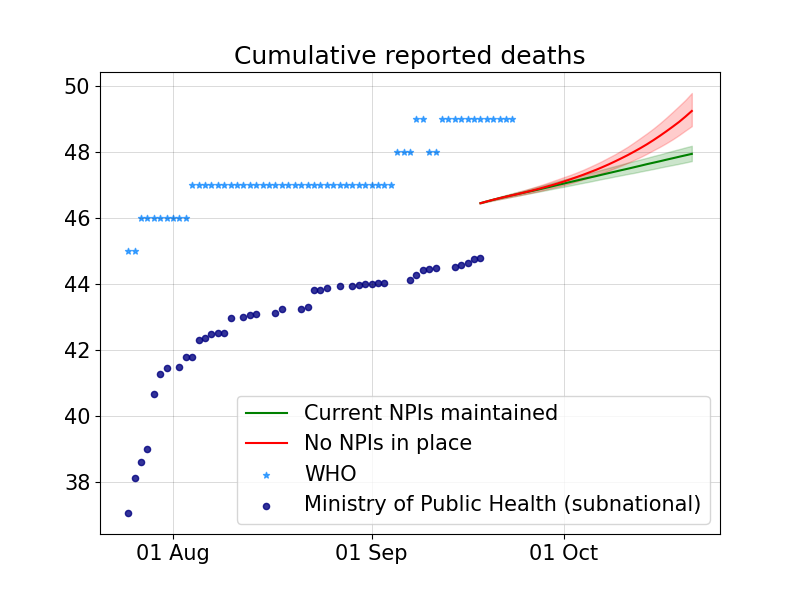 Cumulative reported deaths
50
48
46
44
42
40
38
01 Aug
01 Sep
01 Oct
Current NPIs maintained
No NPIs in place
WHO
Ministry of Public Health (subnational)